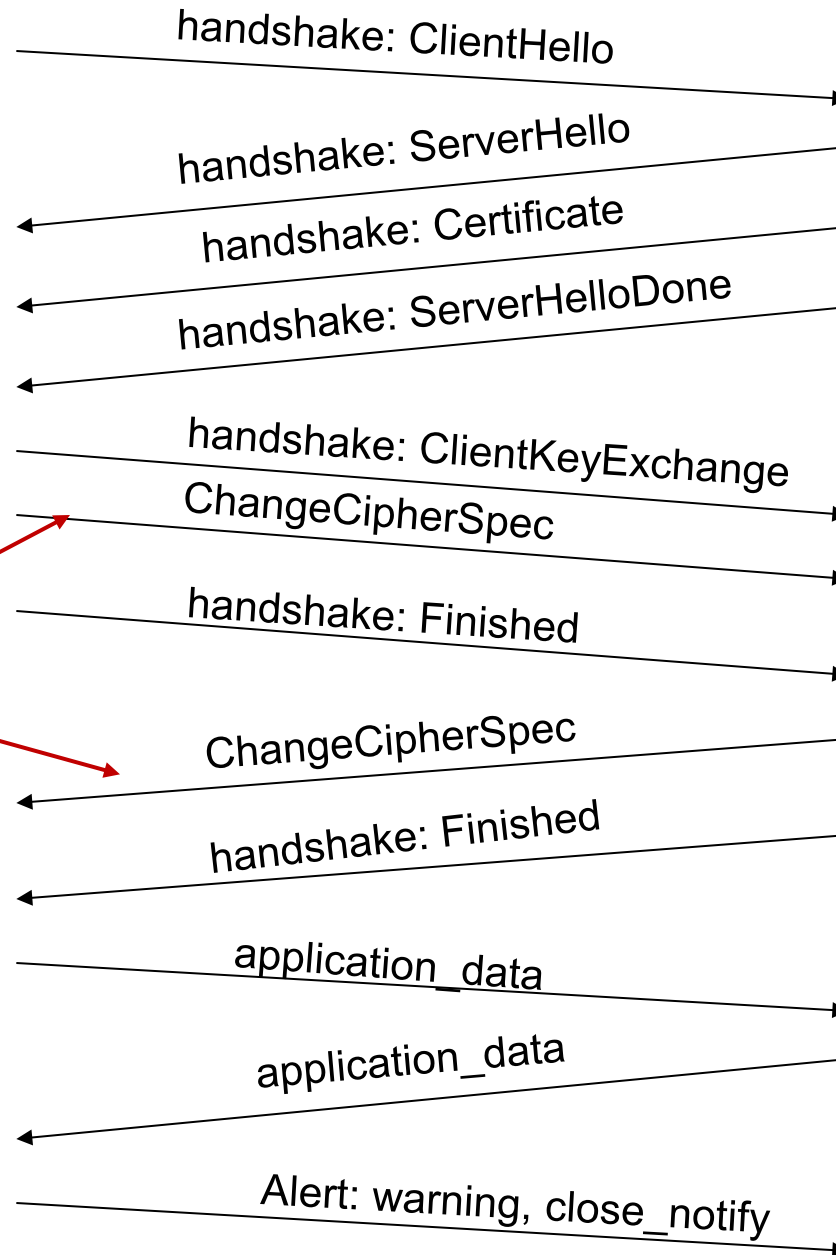 handshake: ClientHello
handshake: ServerHello
handshake: Certificate
handshake: ServerHelloDone
handshake: ClientKeyExchange
ChangeCipherSpec
handshake: Finished
ChangeCipherSpec
handshake: Finished
application_data
application_data
Alert: warning, close_notify